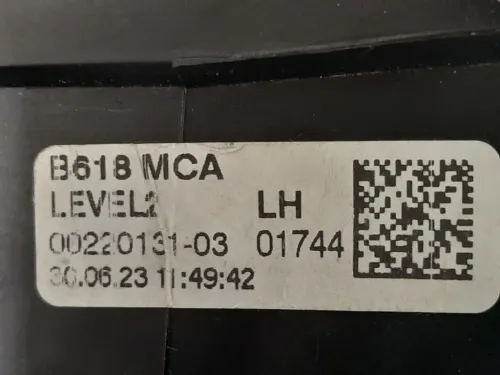 B618 MCA
LEVEL2 LH
00220131-03 01744
30.06.23 11:49:42